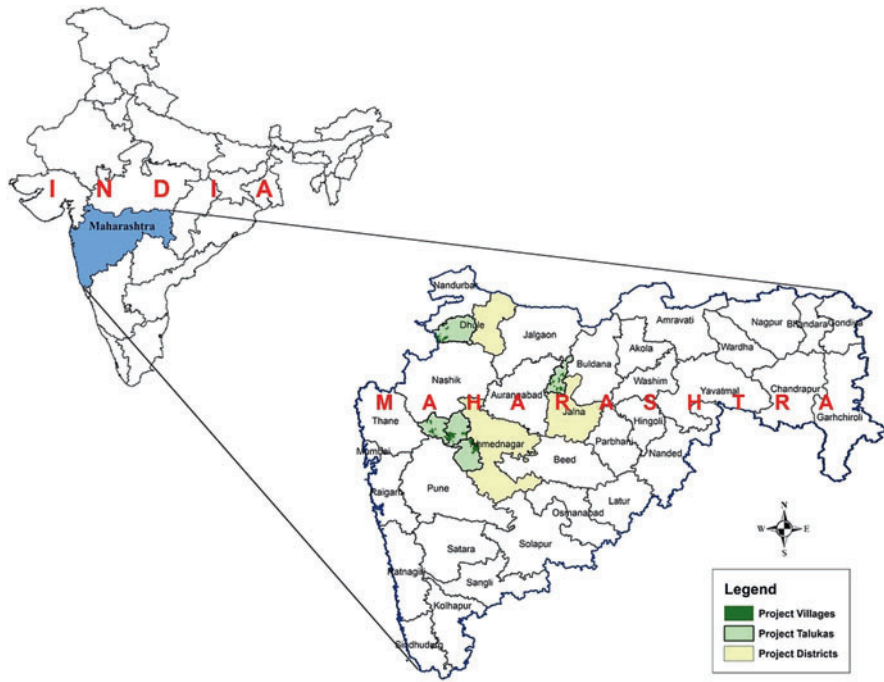 I N D I A
Maharashtra
Nandurbar
Dhule
Jalgaon
Amravati
Nagpur
Bhandara
Gondiya
Buldana
Akola
Wardha
Nashik
Aurangabad
Washim
Yavatmal
Chandrapur
M A H A R A S H T R A
Thane
Jalna
Hingoli
Garhchiroli
Ahmednagar
Parbhani
Mombai
Beed
Nanded
Raigarh
Pune
Latur
Osmanabad
Satara
Solapur
Ratnagiri
Sangli
Kolhapur
Sindhudurg
N
W E
S
Legend
Project Villages
Project Talukas
Project Districts